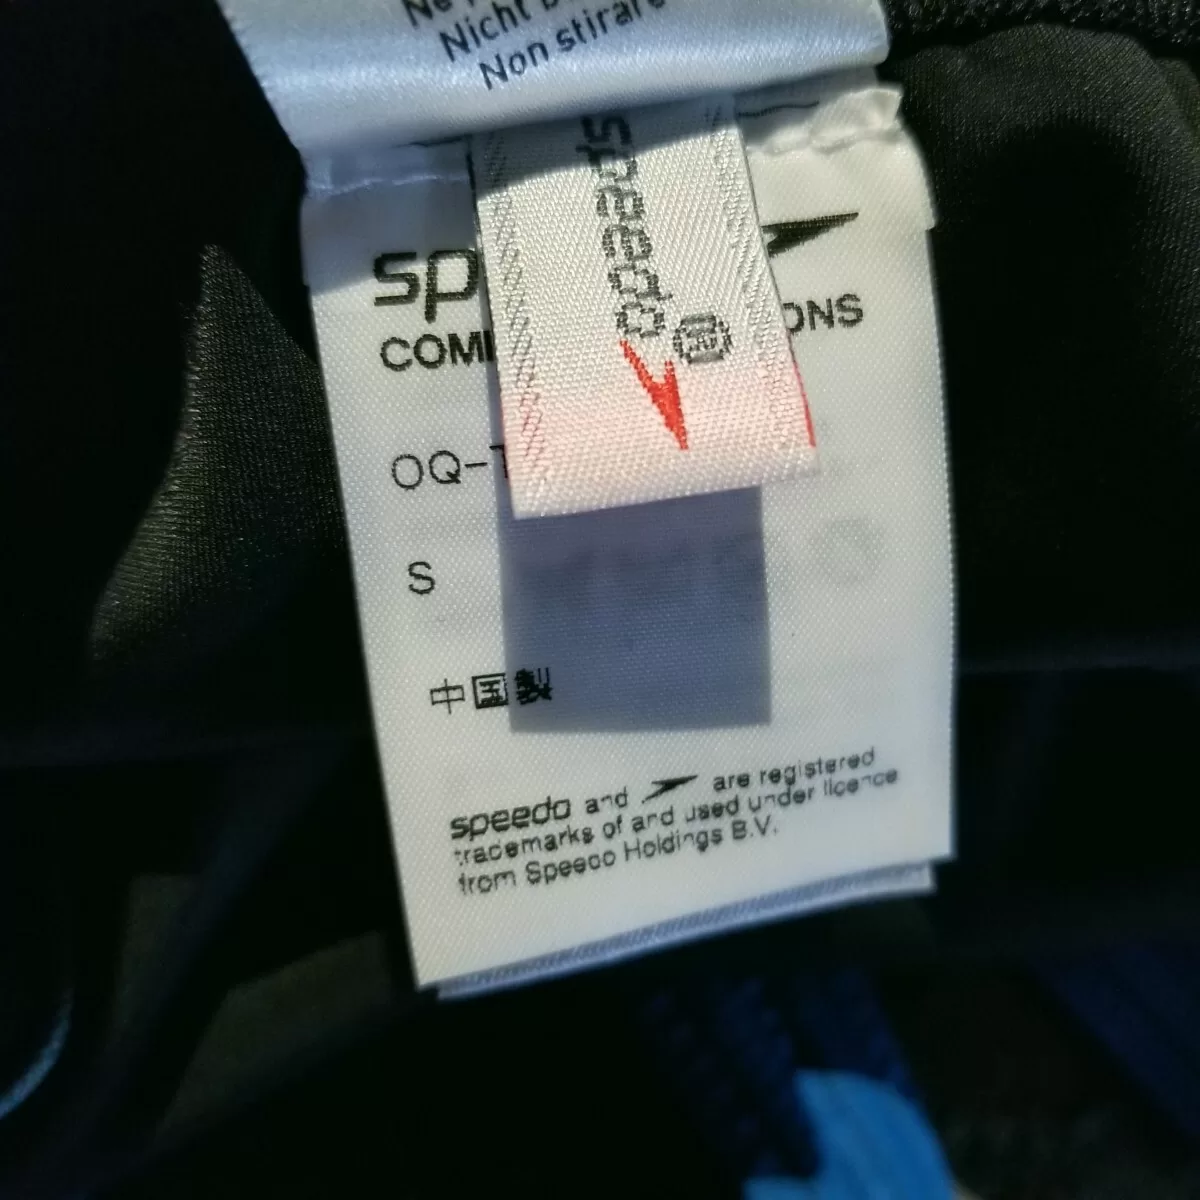 Nicht
Non stirare
speedo®
sp
COM ONS
OQ-
S
中国製
speedo and are registered
trademarks of and used under licence
from Speedo Holdings B.V.